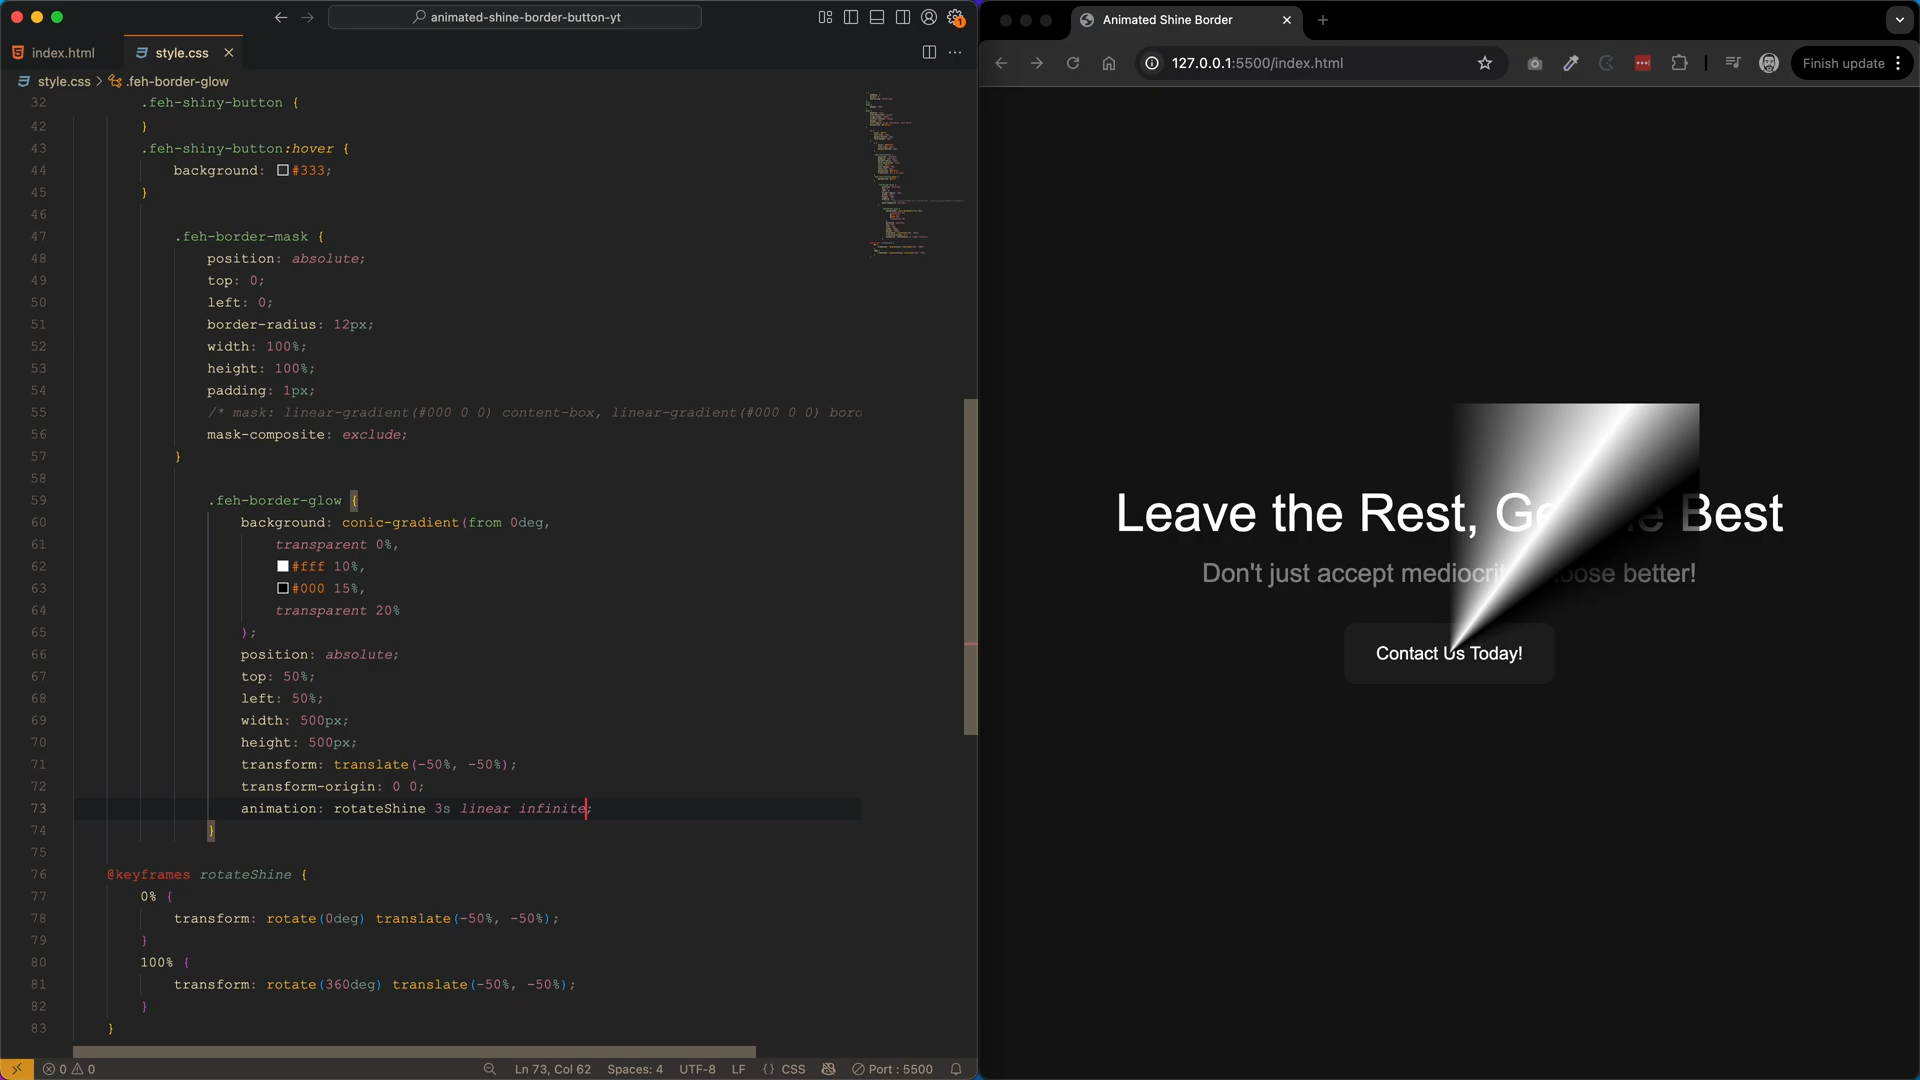 animated-shine-border-button-yt
index.html
style.css
style.css > .feh-border-glow
32 .feh-shiny-button {
42 }
43 .feh-shiny-button:hover {
44 background: #333;
45 }
46
47 .feh-border-mask {
48 position: absolute;
49 top: 0;
50 left: 0;
51 border-radius: 12px;
52 width: 100%;
53 height: 100%;
54 padding: 1px;
55 /* mask: linear-gradient(#000 0 0) content-box, linear-gradient(#000 0 0) bord
56 mask-composite: exclude;
57 }
58
59 .feh-border-glow {
60 background: conic-gradient(from 0deg,
61 transparent 0%,
62 #fff 10%,
63 #000 15%,
64 transparent 20%
65 );
66 position: absolute;
67 top: 50%;
68 left: 50%;
69 width: 500px;
70 height: 500px;
71 transform: translate(-50%, -50%);
72 transform-origin: 0 0;
73 animation: rotateShine 3s linear infinite;
74 }
75
76 @keyframes rotateShine {
77 0% {
78 transform: rotate(0deg) translate(-50%, -50%);
79 }
80 100% {
81 transform: rotate(360deg) translate(-50%, -50%);
82 }
83 }
0 0
Ln 73, Col 62 Spaces: 4 UTF-8 LF {} CSS Port : 5500
Animated Shine Border
127.0.0.1:5500/index.html
Finish update
Leave the Rest, Ge e Best
Don't just accept mediocrit oose better!
Contact Us Today!